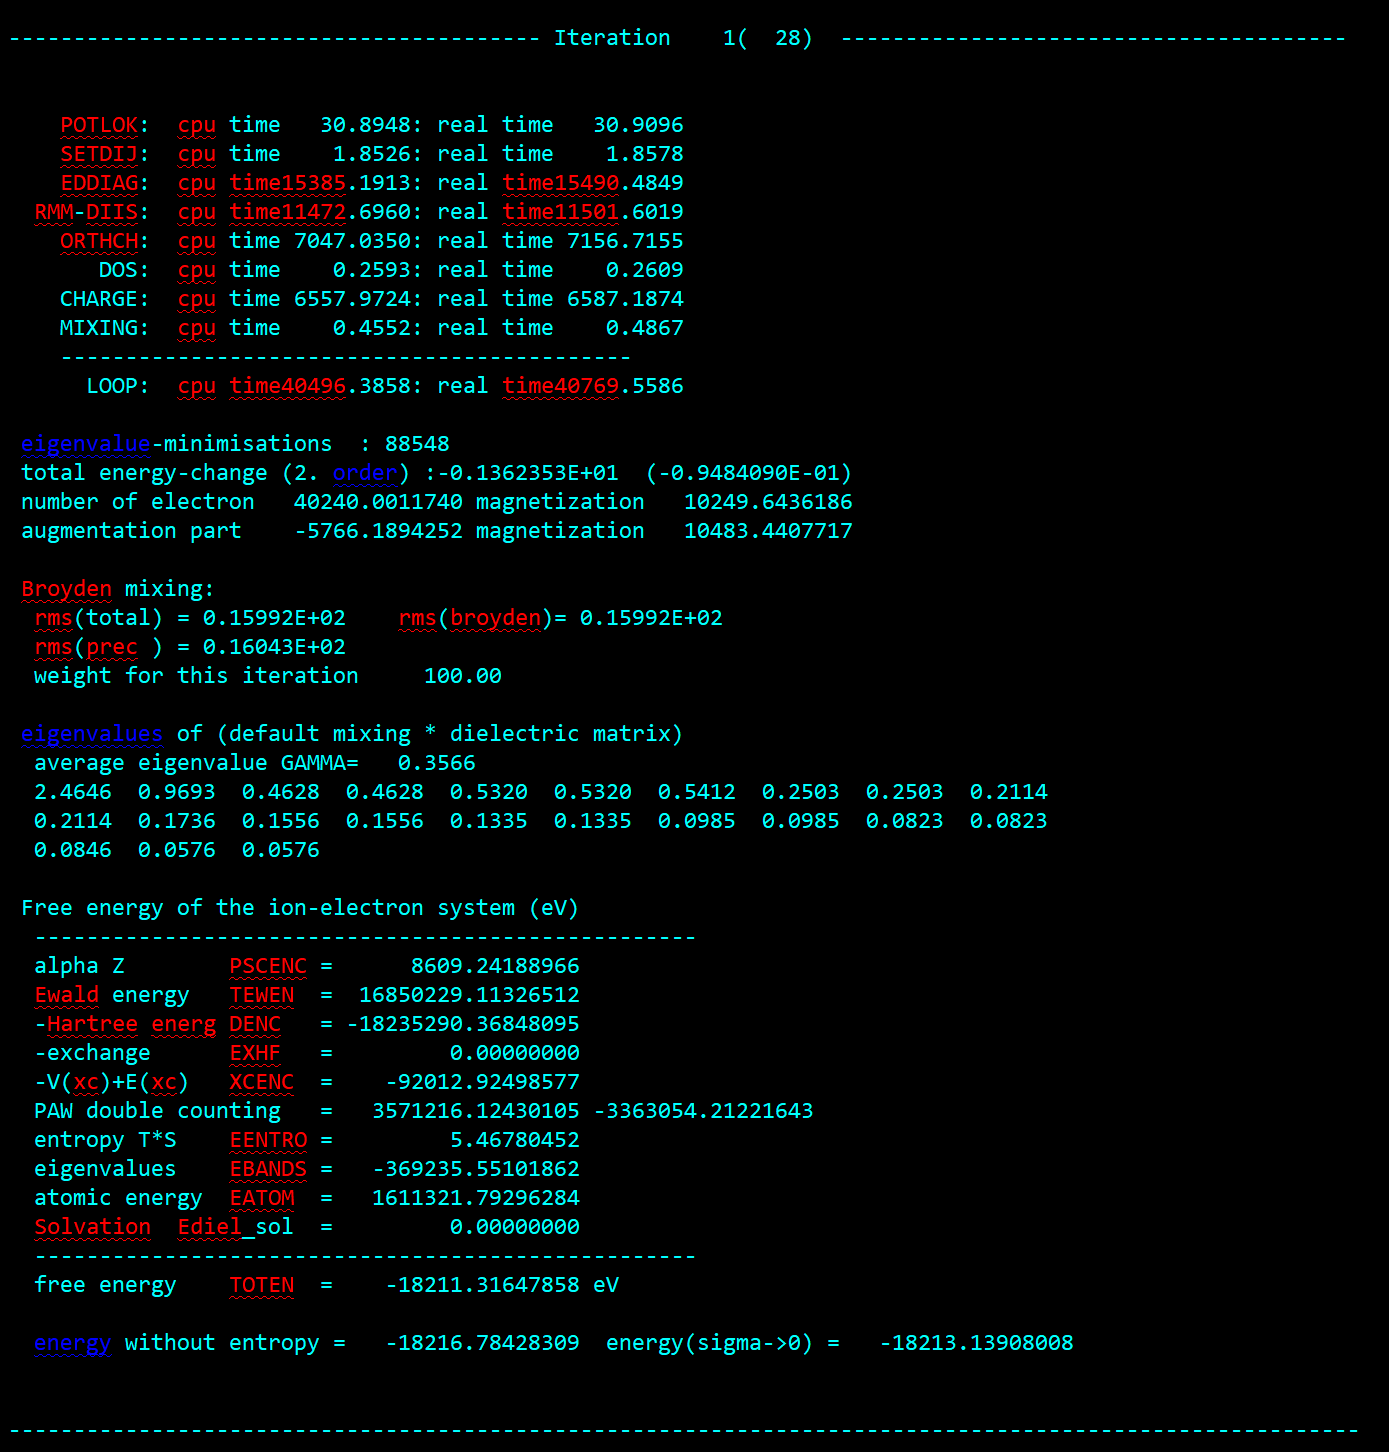 ----------------------------------------- Iteration    1(  28)  ---------------------------------------
POTLOK:  cpu time   30.8948: real time   30.9096
SETDIJ:  cpu time    1.8526: real time    1.8578
EDDIAG:  cpu time15385.1913: real time15490.4849
RMM-DIIS:  cpu time11472.6960: real time11501.6019
ORTHCH:  cpu time 7047.0350: real time 7156.7155
DOS:  cpu time    0.2593: real time    0.2609
CHARGE:  cpu time 6557.9724: real time 6587.1874
MIXING:  cpu time    0.4552: real time    0.4867
--------------------------------------------
LOOP:  cpu time40496.3858: real time40769.5586
eigenvalue-minimisations  : 88548
total energy-change (2. order) :-0.1362353E+01  (-0.9484090E-01)
number of electron   40240.0011740 magnetization   10249.6436186
augmentation part    -5766.1894252 magnetization   10483.4407717
Broyden mixing:
rms(total) = 0.15992E+02    rms(broyden)= 0.15992E+02
rms(prec ) = 0.16043E+02
weight for this iteration     100.00
eigenvalues of (default mixing * dielectric matrix)
average eigenvalue GAMMA=   0.3566
2.4646  0.9693  0.4628  0.4628  0.5320  0.5320  0.5412  0.2503  0.2503  0.2114
0.2114  0.1736  0.1556  0.1556  0.1335  0.1335  0.0985  0.0985  0.0823  0.0823
0.0846  0.0576  0.0576
Free energy of the ion-electron system (eV)
---------------------------------------------------
alpha Z        PSCENC =      8609.24188966
Ewald energy   TEWEN  =  16850229.11326512
-Hartree energ DENC   = -18235290.36848095
-exchange      EXHF   =         0.00000000
-V(xc)+E(xc)   XCENC  =    -92012.92498577
PAW double counting   =   3571216.12430105 -3363054.21221643
entropy T*S    EENTRO =         5.46780452
eigenvalues    EBANDS =   -369235.55101862
atomic energy  EATOM  =   1611321.79296284
Solvation  Ediel_sol  =         0.00000000
---------------------------------------------------
free energy    TOTEN  =    -18211.31647858 eV
energy without entropy =   -18216.78428309  energy(sigma->0) =   -18213.13908008
--------------------------------------------------------------------------------------------------------